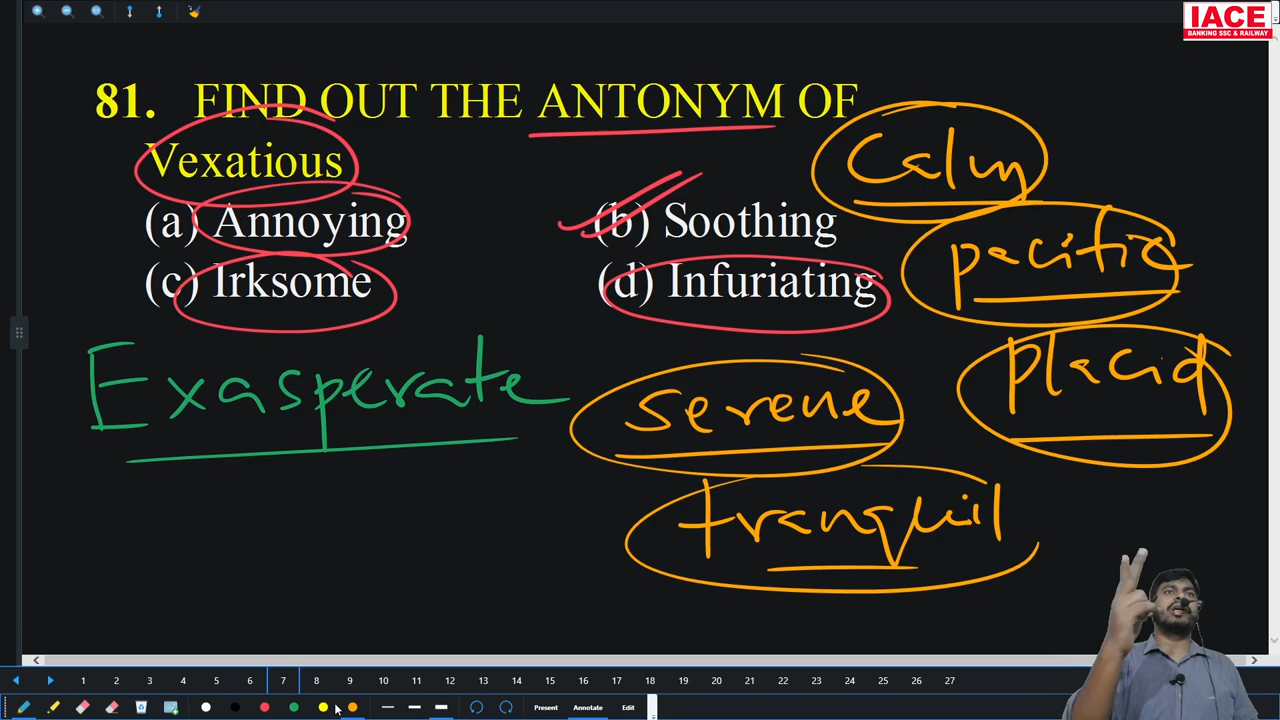 IACE
BANKING SSC & RAILWAY
81. FIND OUT THE ANTONYM OF
Vexatious
(a) Annoying (b) Soothing
(c) Irksome (d) Infuriating
Calm
pacific
placid
Exasperate
serene
tranquil
1 2 3 4 5 6 7 8 9 10 11 12 13 14 15 16 17 18 19 20 21 22 23 24 25 26 27
Present Annotate Edit